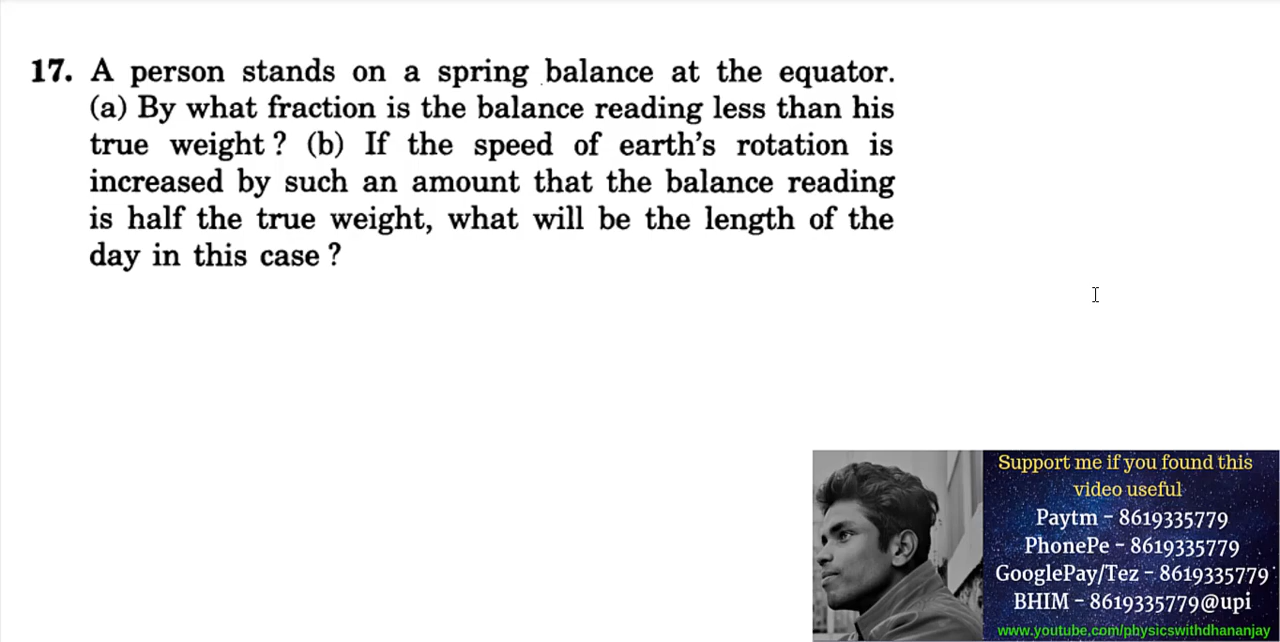 17. A person stands on a spring balance at the equator.
(a) By what fraction is the balance reading less than his
true weight ? (b) If the speed of earth's rotation is
increased by such an amount that the balance reading
is half the true weight, what will be the length of the
day in this case ?
Support me if you found this
video useful
Paytm - 8619335779
PhonePe - 8619335779
GooglePay/Tez - 8619335779
BHIM - 8619335779@upi
www.youtube.com/physicswithdhananjay